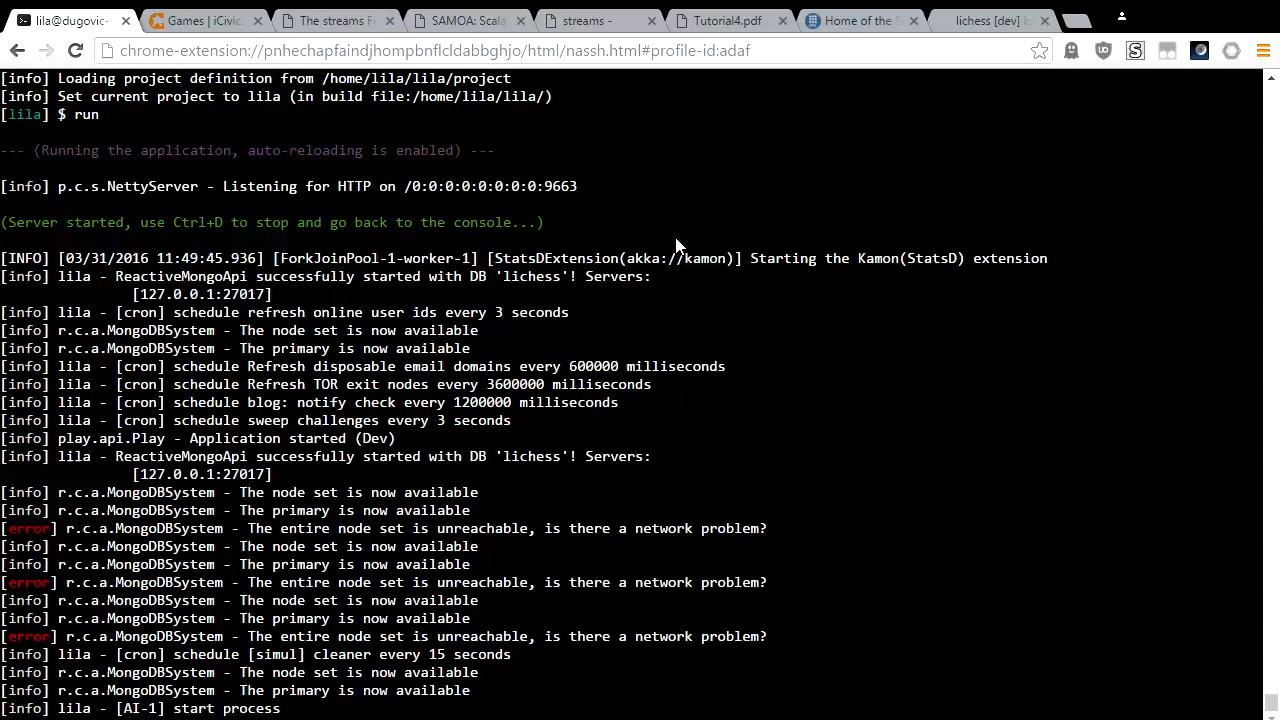 lila@dugovic-
Games | iCivic
The streams F
SAMOA: Scala
streams -
Tutorial4.pdf
Home of the S
lichess [dev] i
chrome-extension://pnhechapfaindjhompbnflcldabbghjo/html/nassh.html#profile-id:adaf
[info] Loading project definition from /home/lila/lila/project
[info] Set current project to lila (in build file:/home/lila/lila/)
[lila] $ run
--- (Running the application, auto-reloading is enabled) ---
[info] p.c.s.NettyServer - Listening for HTTP on /0:0:0:0:0:0:0:0:9663
(Server started, use Ctrl+D to stop and go back to the console...)
[INFO] [03/31/2016 11:49:45.936] [ForkJoinPool-1-worker-1] [StatsDExtension(akka://kamon)] Starting the Kamon(StatsD) extension
[info] lila - ReactiveMongoApi successfully started with DB 'lichess'! Servers:
[127.0.0.1:27017]
[info] lila - [cron] schedule refresh online user ids every 3 seconds
[info] r.c.a.MongoDBSystem - The node set is now available
[info] r.c.a.MongoDBSystem - The primary is now available
[info] lila - [cron] schedule Refresh disposable email domains every 600000 milliseconds
[info] lila - [cron] schedule Refresh TOR exit nodes every 3600000 milliseconds
[info] lila - [cron] schedule blog: notify check every 1200000 milliseconds
[info] lila - [cron] schedule sweep challenges every 3 seconds
[info] play.api.Play - Application started (Dev)
[info] lila - ReactiveMongoApi successfully started with DB 'lichess'! Servers:
[127.0.0.1:27017]
[info] r.c.a.MongoDBSystem - The node set is now available
[info] r.c.a.MongoDBSystem - The primary is now available
[error] r.c.a.MongoDBSystem - The entire node set is unreachable, is there a network problem?
[info] r.c.a.MongoDBSystem - The node set is now available
[info] r.c.a.MongoDBSystem - The primary is now available
[error] r.c.a.MongoDBSystem - The entire node set is unreachable, is there a network problem?
[info] r.c.a.MongoDBSystem - The node set is now available
[info] r.c.a.MongoDBSystem - The primary is now available
[error] r.c.a.MongoDBSystem - The entire node set is unreachable, is there a network problem?
[info] lila - [cron] schedule [simul] cleaner every 15 seconds
[info] r.c.a.MongoDBSystem - The node set is now available
[info] r.c.a.MongoDBSystem - The primary is now available
[info] lila - [AI-1] start process